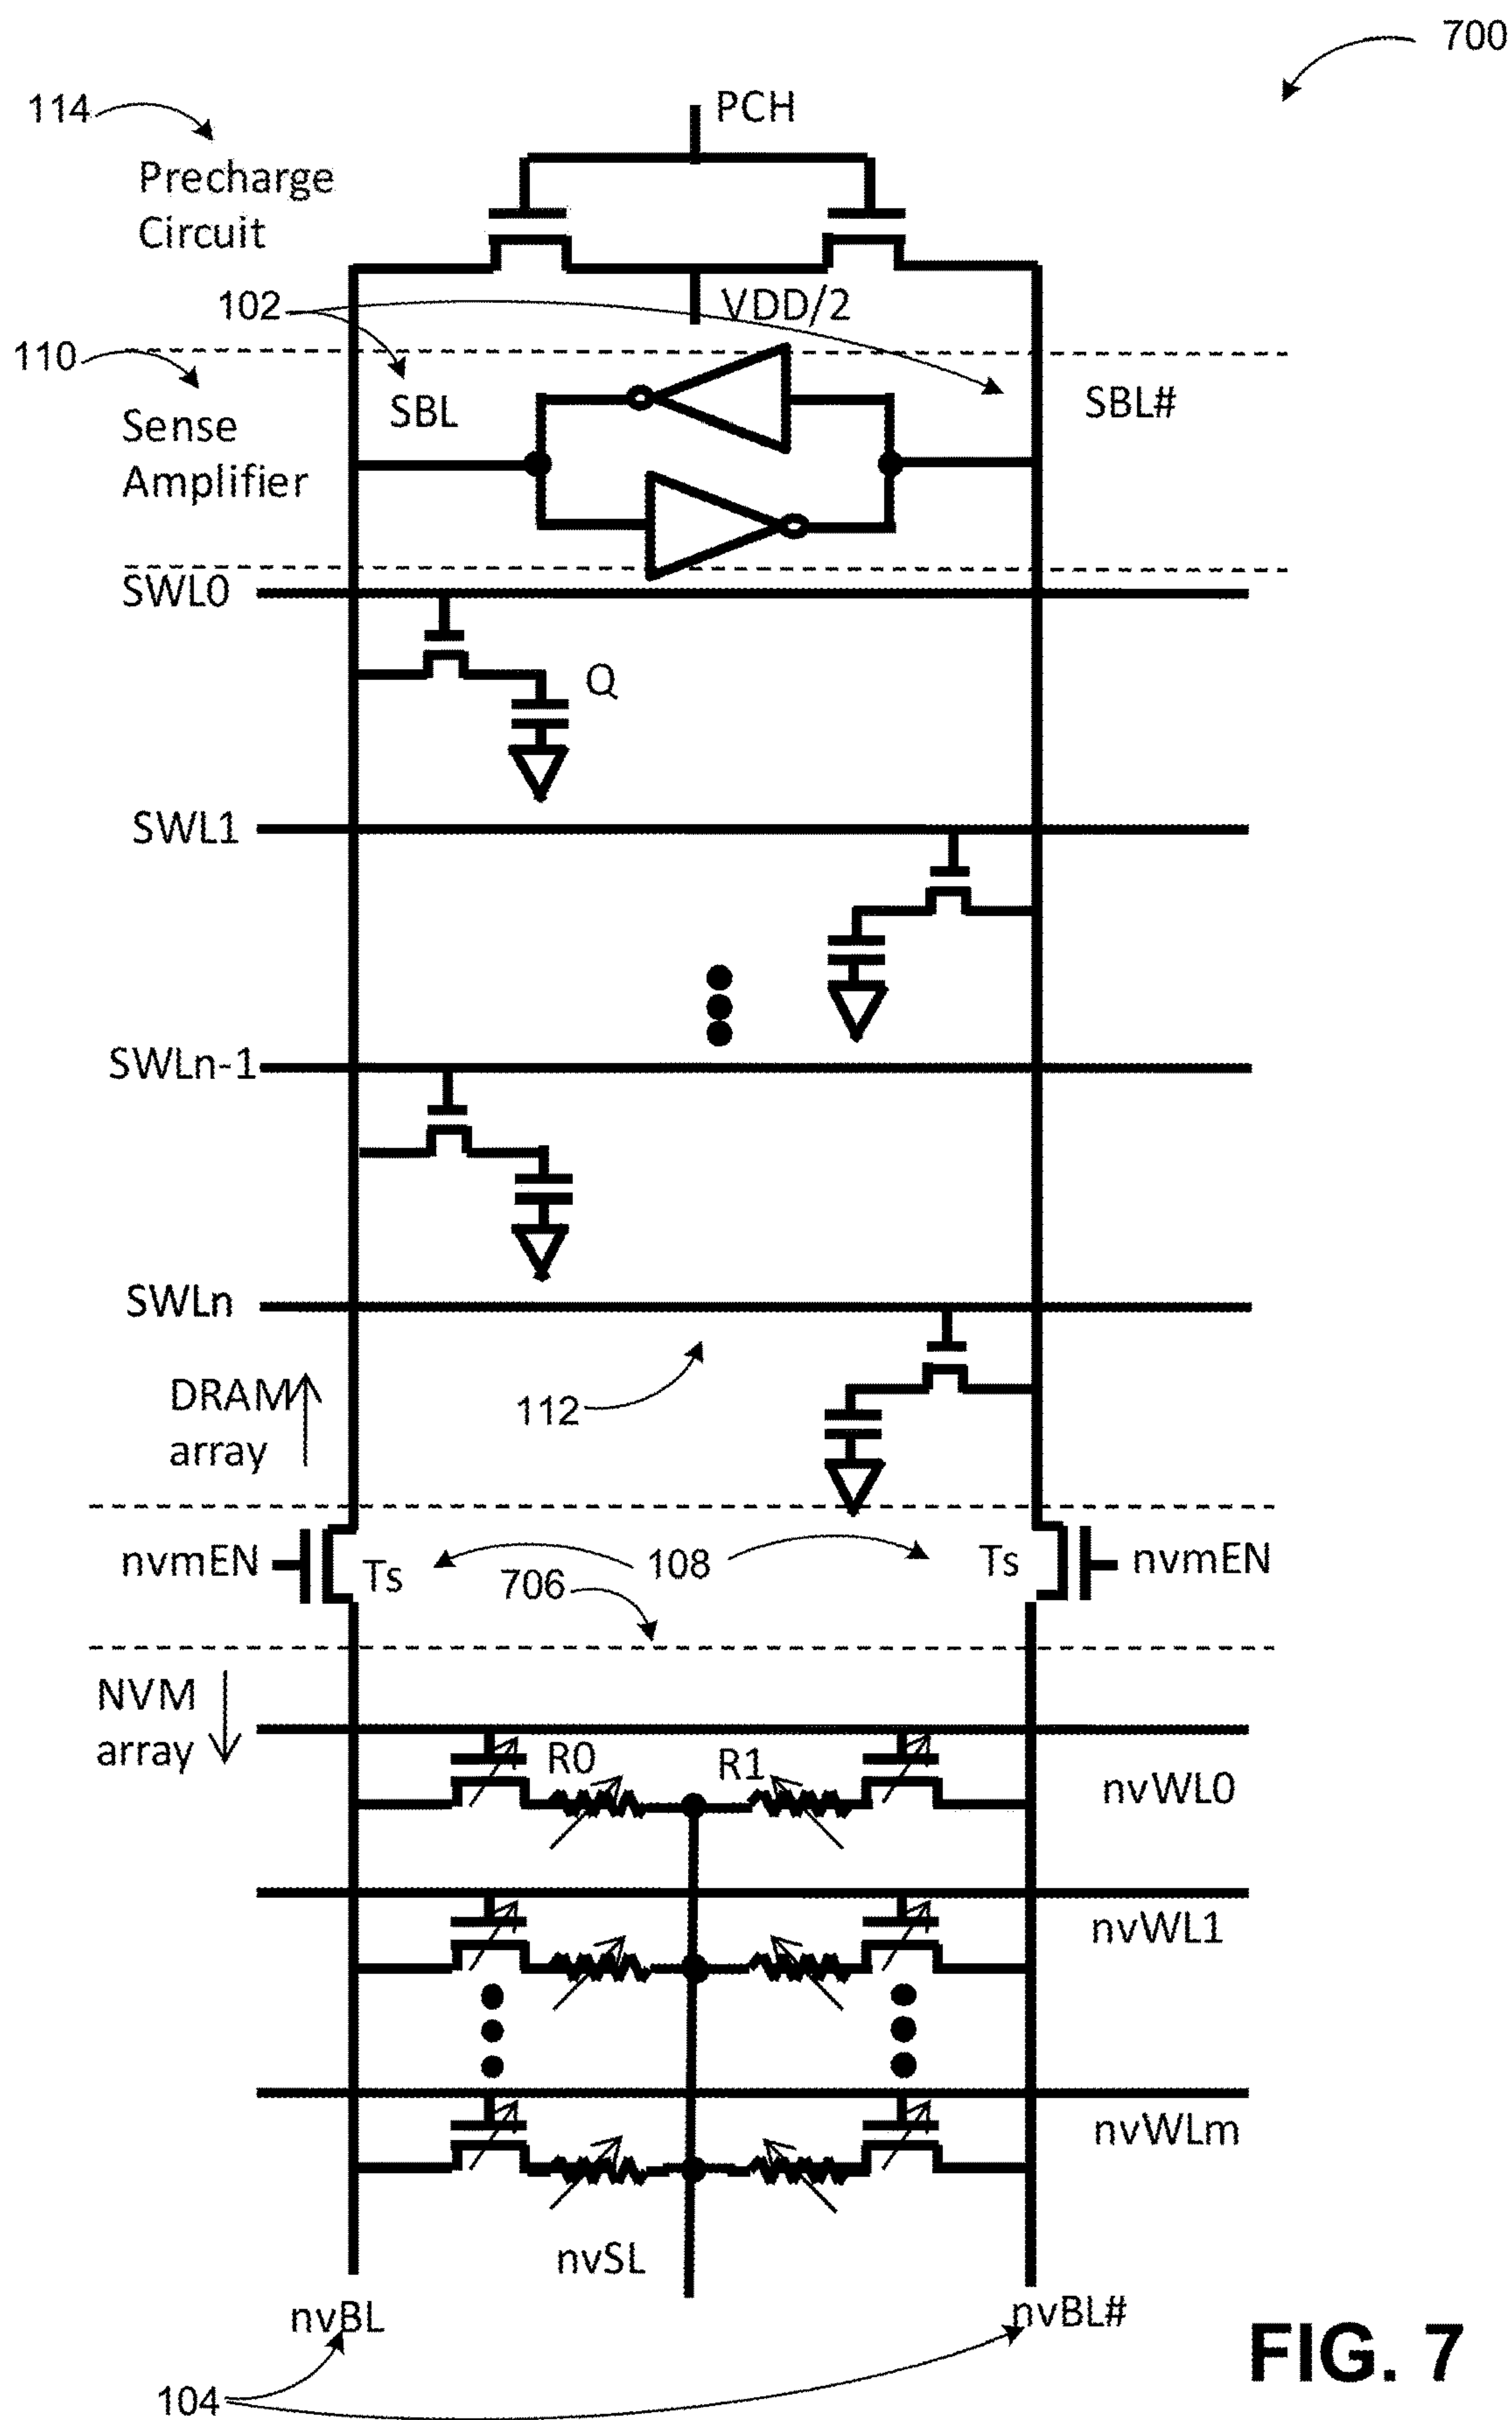 700
114
PCH
Precharge
Circuit
102
VDD/2
110
SBL
SBL#
Sense
Amplifier
SWL0
Q
SWL1
SWLn-1
SWLn
112
DRAM
array
nvmEN
Ts
108
Ts
nvmEN
706
NVM
array
R0
R1
nvWL0
nvWL1
nvWLm
nvSL
nvBL
nvBL#
104
FIG. 7